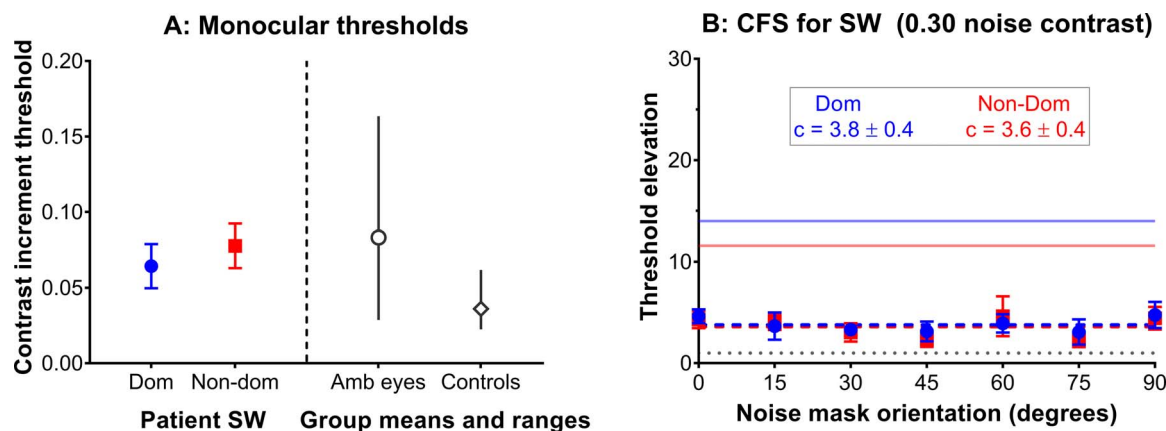 A: Monocular thresholds
Contrast increment threshold
0.20
0.15
0.10
0.05
0.00
Dom Non-dom Amb eyes Controls
Patient SW Group means and ranges
B: CFS for SW (0.30 noise contrast)
Threshold elevation
30
20
10
0
Dom Non-Dom
c = 3.8 ± 0.4 c = 3.6 ± 0.4
0 15 30 45 60 75 90
Noise mask orientation (degrees)